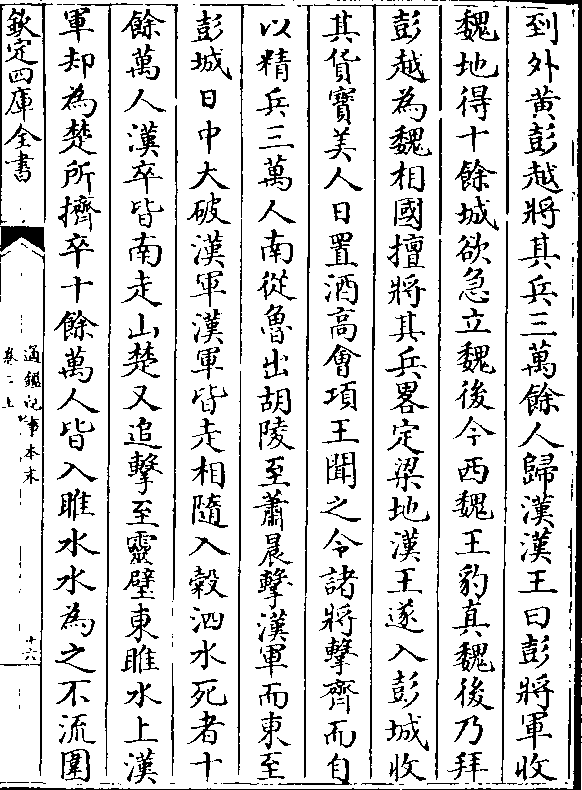 到外黄彭越將其兵三萬餘人歸漢漢王曰彭將軍收
魏地得十餘城欲急立魏後今西魏王豹真魏後乃拜
彭越為魏相國擅將其兵畧定梁地漢王遂入彭城收
其貨寶美人日置酒高會項王聞之令諸將擊齊而自
以精兵三萬人南從魯出胡陵至蕭晨擊漢軍而東至
彭城日中大破漢軍漢軍皆走相隨入榖泗水死者十
餘萬人漢卒皆南走山楚又追擊至靈璧東睢水上漢
軍却為楚所擠卒十餘萬人皆入睢水水為之不流圍
欽定四庫全書
通鑑紀事本末
卷二上
十六